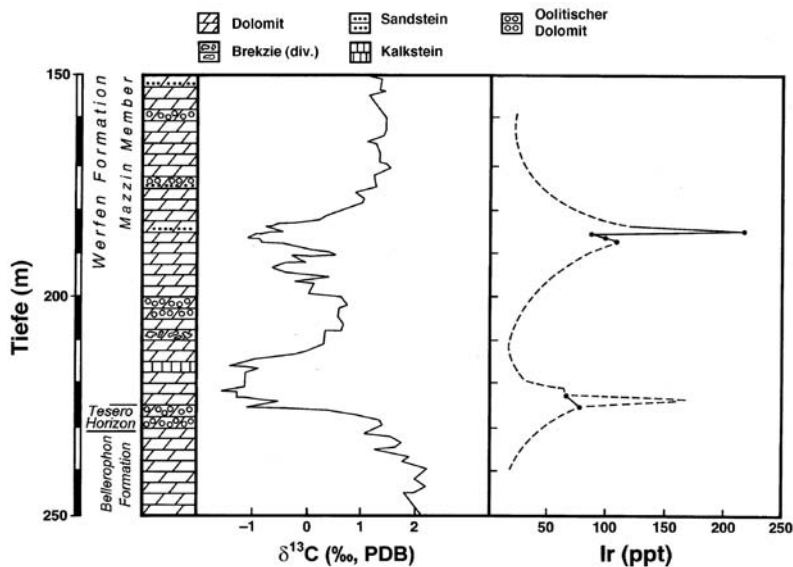 Dolomit
Sandstein
Oolitischer
Dolomit
Brekzie (div.)
Kalkstein
150
200
250
Tiefe (m)
Werfen Formation
Mazzin Member
Tesero
Horizon
Bellerophon
Formation
−1 0 1 2
δ¹³C (‰, PDB)
50 100 150 200 250
Ir (ppt)